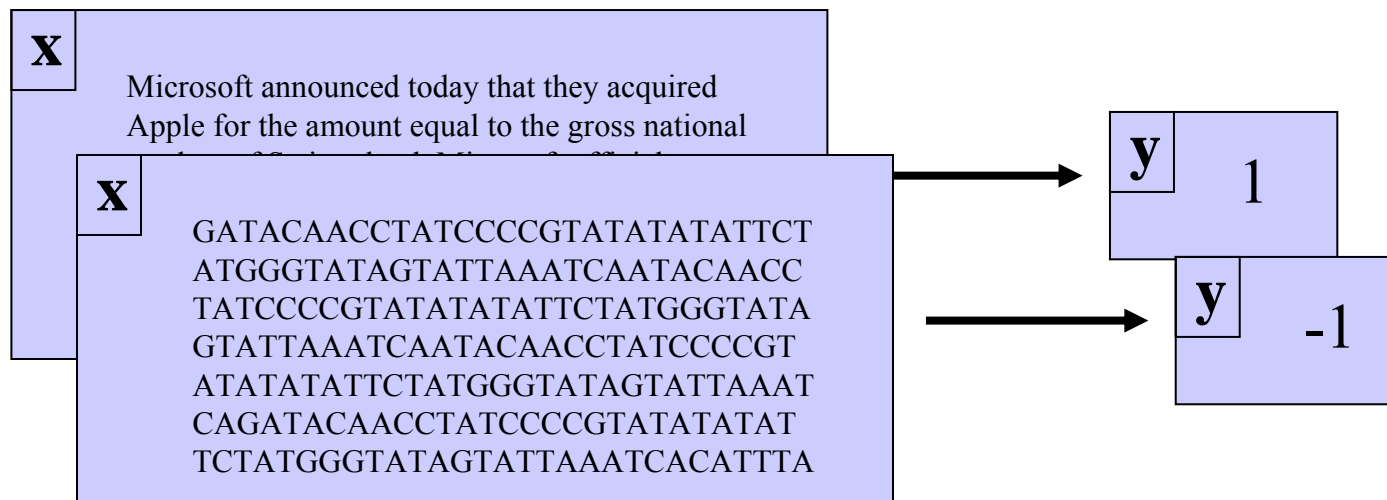 x
Microsoft announced today that they acquired
Apple for the amount equal to the gross national
x
GATACAACCTATCCCCGTATATATATTCT
ATGGGTATAGTATTAAATCAATACAACC
TATCCCCGTATATATATTCTATGGGTATA
GTATTAAATCAATACAACCTATCCCCGT
ATATATATTCTATGGGTATAGTATTAAAT
CAGATACAACCTATCCCCGTATATATAT
TCTATGGGTATAGTATTAAATCACATTTA
y
1
y
-1